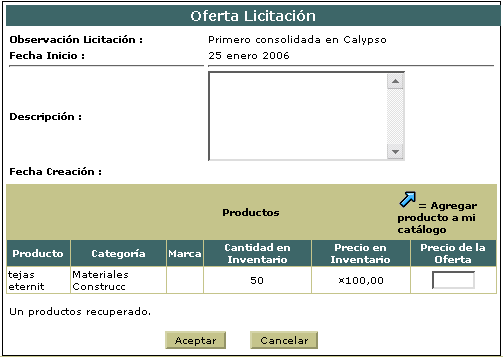 Oferta Licitación
Observación Licitación : Primero consolidada en Calypso
Fecha Inicio : 25 enero 2006
Descripción :
Fecha Creación :
Productos
= Agregar
producto a mi
catálogo
Producto Categoría Marca Cantidad en Inventario Precio en Inventario Precio de la Oferta
tejas eternit Materiales Construcc 50 ¤100,00
Un productos recuperado.
Aceptar Cancelar